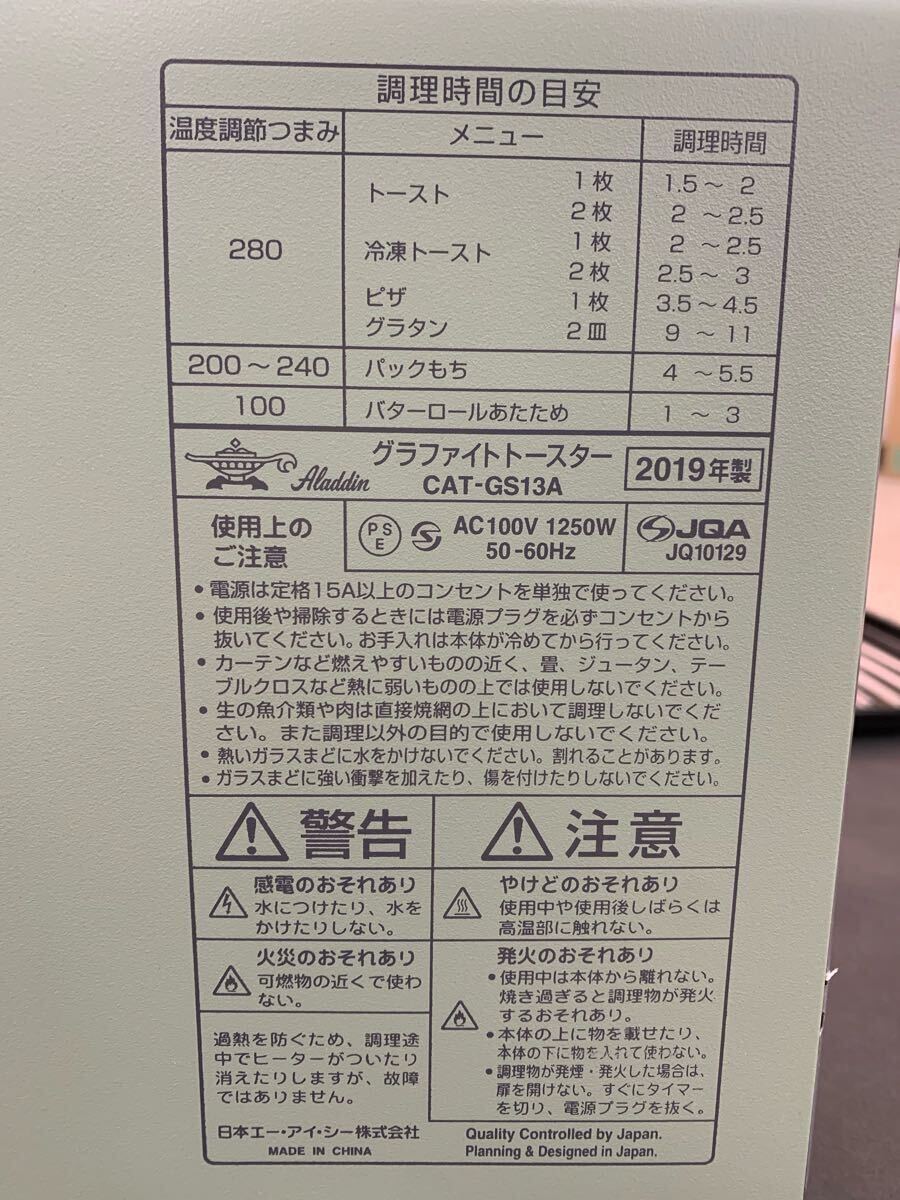 調理時間の目安
温度調節つまみ メニュー 調理時間
280
トースト 1枚 1.5～ 2
2枚 2 ～2.5
冷凍トースト 1枚 2 ～2.5
2枚 2.5～ 3
ピザ 1枚 3.5～4.5
グラタン 2皿 9 ～ 11
200～240 パックもち 4 ～5.5
100 バターロールあたため 1 ～ 3
Aladdin
グラファイトトースター
CAT-GS13A
2019年製
使用上の
ご注意
PS
E
AC100V 1250W
50-60Hz
JQA
JQ10129
•電源は定格15A以上のコンセントを単独で使ってください。
•使用後や掃除するときには電源プラグを必ずコンセントから
抜いてください。お手入れは本体が冷めてから行ってください。
•カーテンなど燃えやすいものの近く、畳、ジュータン、テー
ブルクロスなど熱に弱いものの上では使用しないでください。
•生の魚介類や肉は直接焼網の上において調理しないでくだ
さい。また調理以外の目的で使用しないでください。
•熱いガラスまどに水をかけないでください。割れることがあります。
•ガラスまどに強い衝撃を加えたり、傷を付けたりしないでください。
警告
感電のおそれあり
水につけたり、水を
かけたりしない。
火災のおそれあり
可燃物の近くで使わ
ない。
過熱を防ぐため、調理途
中でヒーターがついたり
消えたりしますが、故障
ではありません。
注意
やけどのおそれあり
使用中や使用後しばらくは
高温部に触れない。
発火のおそれあり
•使用中は本体から離れない。
焼き過ぎると調理物が発火
するおそれあり。
•本体の上に物を載せたり、
本体の下に物を入れて使わない。
•調理物が発煙・発火した場合は、
扉を開けない。すぐにタイマー
を切り、電源プラグを抜く。
日本エー・アイ・シー株式会社
MADE IN CHINA
Quality Controlled by Japan.
Planning & Designed in Japan.